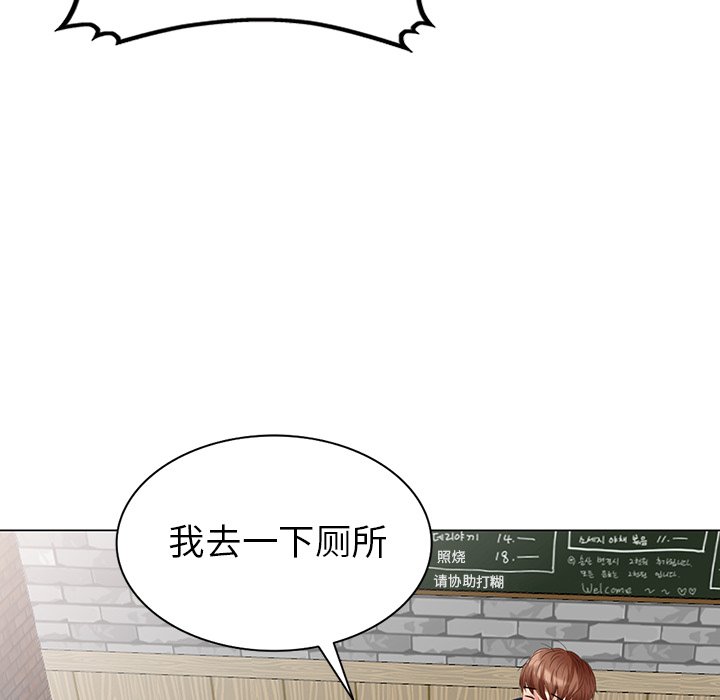 我去一下厕所
데리야끼 14.—
照烧 18.—
请协助打糊
소세지 야채 볶음 11.—
Welcome ~ ~ ♡♡